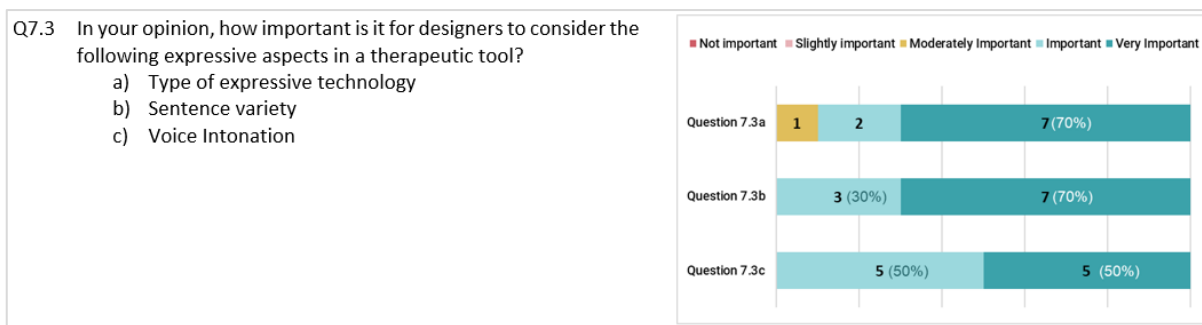 Q7.3 In your opinion, how important is it for designers to consider the
following expressive aspects in a therapeutic tool?
a) Type of expressive technology
b) Sentence variety
c) Voice Intonation
Not important Slightly important Moderately Important Important Very Important
Question 7.3a 1 2 7 (70%)
Question 7.3b 3 (30%) 7 (70%)
Question 7.3c 5 (50%) 5 (50%)